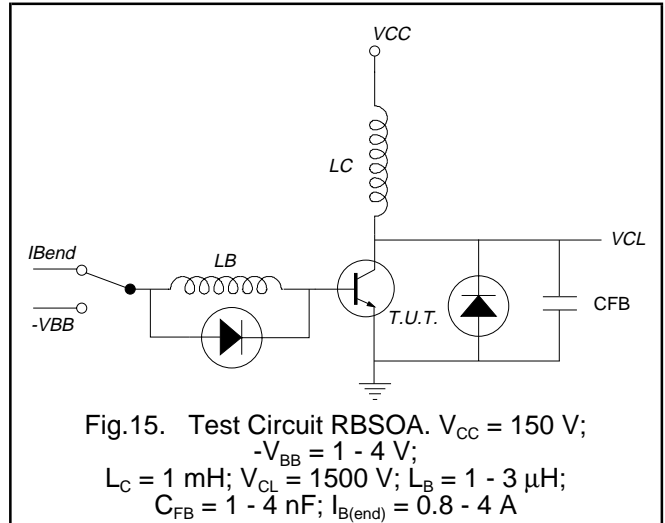 VCC
LC
IBend
LB
VCL
-VBB
T.U.T.
CFB
Fig.15. Test Circuit RBSOA. VCC = 150 V;
-VBB = 1 - 4 V;
LC = 1 mH; VCL = 1500 V; LB = 1 - 3 μH;
CFB = 1 - 4 nF; IB(end) = 0.8 - 4 A